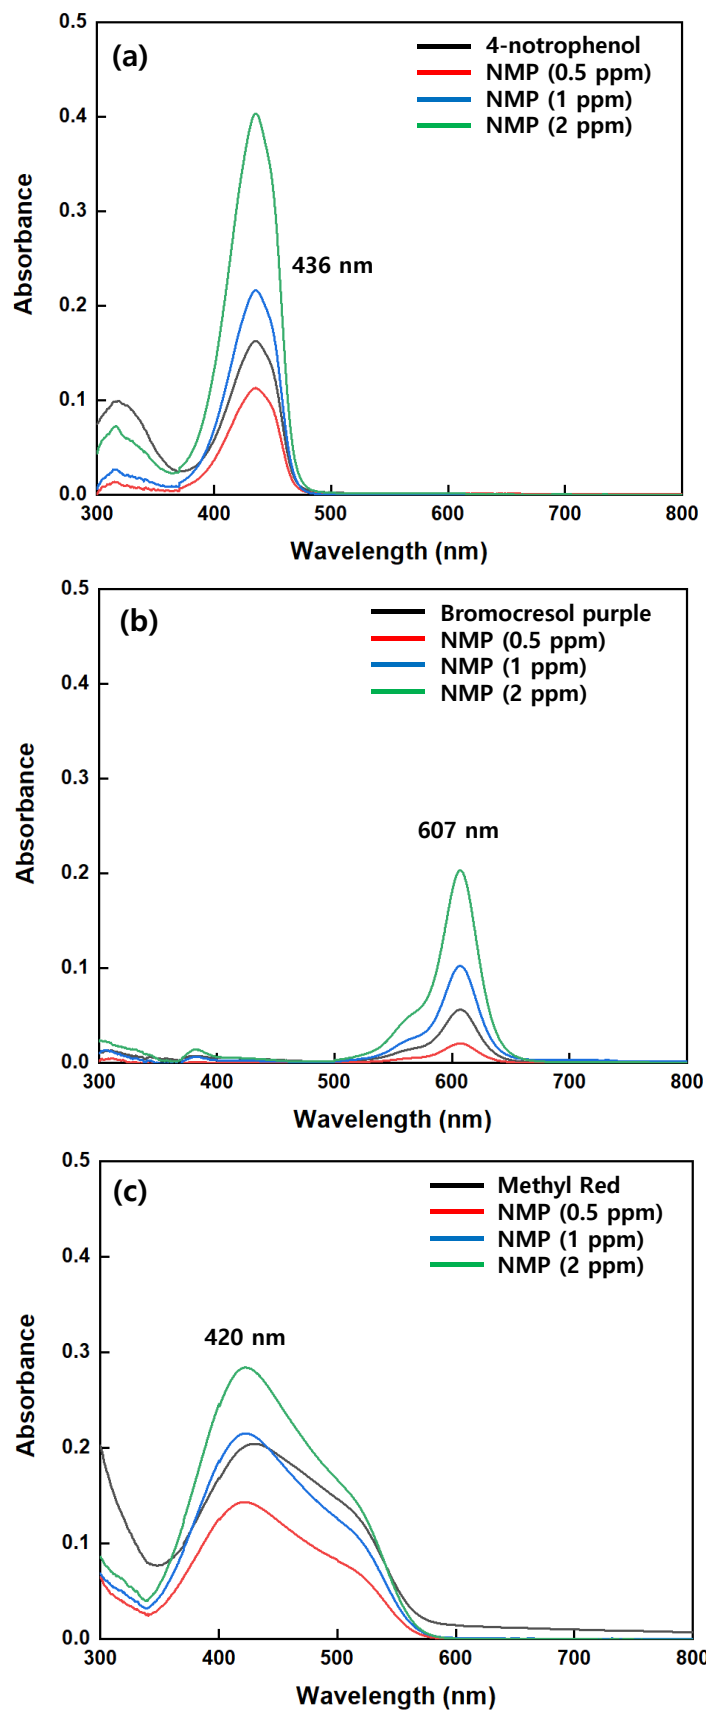 (a)
4-notrophenol
NMP (0.5 ppm)
NMP (1 ppm)
NMP (2 ppm)
436 nm
Absorbance
0.5
0.4
0.3
0.2
0.1
0.0
300 400 500 600 700 800
Wavelength (nm)
(b)
Bromocresol purple
NMP (0.5 ppm)
NMP (1 ppm)
NMP (2 ppm)
607 nm
Absorbance
0.5
0.4
0.3
0.2
0.1
0.0
300 400 500 600 700 800
Wavelength (nm)
(c)
Methyl Red
NMP (0.5 ppm)
NMP (1 ppm)
NMP (2 ppm)
420 nm
Absorbance
0.5
0.4
0.3
0.2
0.1
0.0
300 400 500 600 700 800
Wavelength (nm)